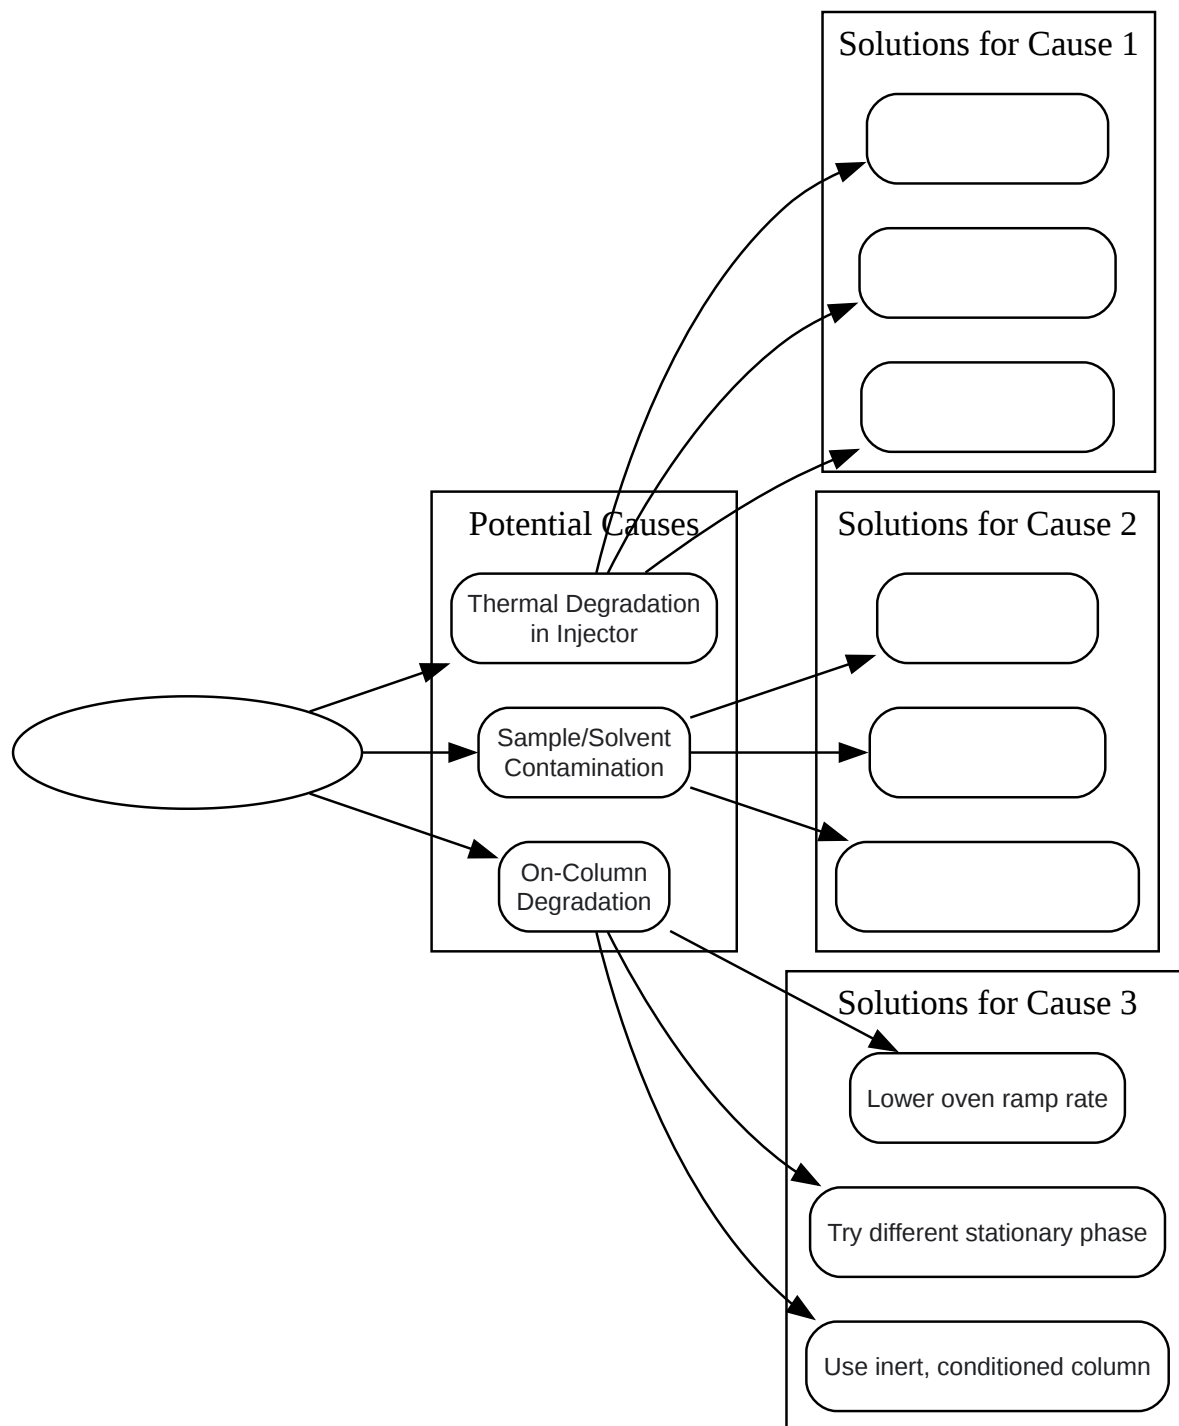 Solutions for Cause 1
Potential Causes
Thermal Degradation
in Injector
Sample/Solvent
Contamination
On-Column
Degradation
Solutions for Cause 2
Solutions for Cause 3
Lower oven ramp rate
Try different stationary phase
Use inert, conditioned column